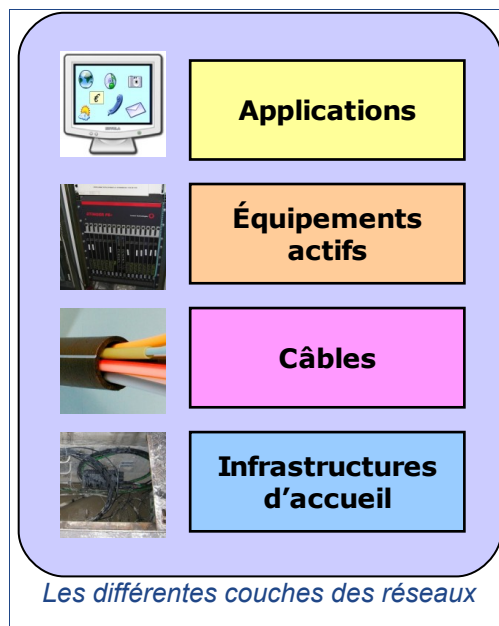 Applications
Équipements
actifs
Câbles
Infrastructures
d’accueil
Les différentes couches des réseaux